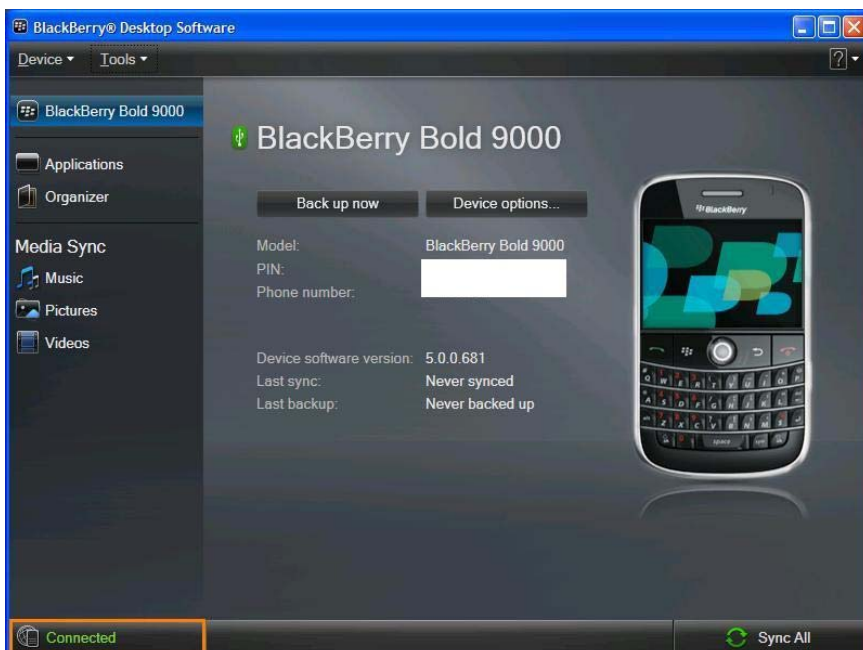 BlackBerry® Desktop Software
Device Tools ?
BlackBerry Bold 9000
Applications
Organizer
Media Sync
Music
Pictures
Videos
BlackBerry Bold 9000
Back up now Device options...
Model: BlackBerry Bold 9000
PIN:
Phone number:
Device software version: 5.0.0.681
Last sync: Never synced
Last backup: Never backed up
BlackBerry
Q W E R T Y U I O P
A S D F G H J K L
Z X C V B N M
space
Connected
Sync All